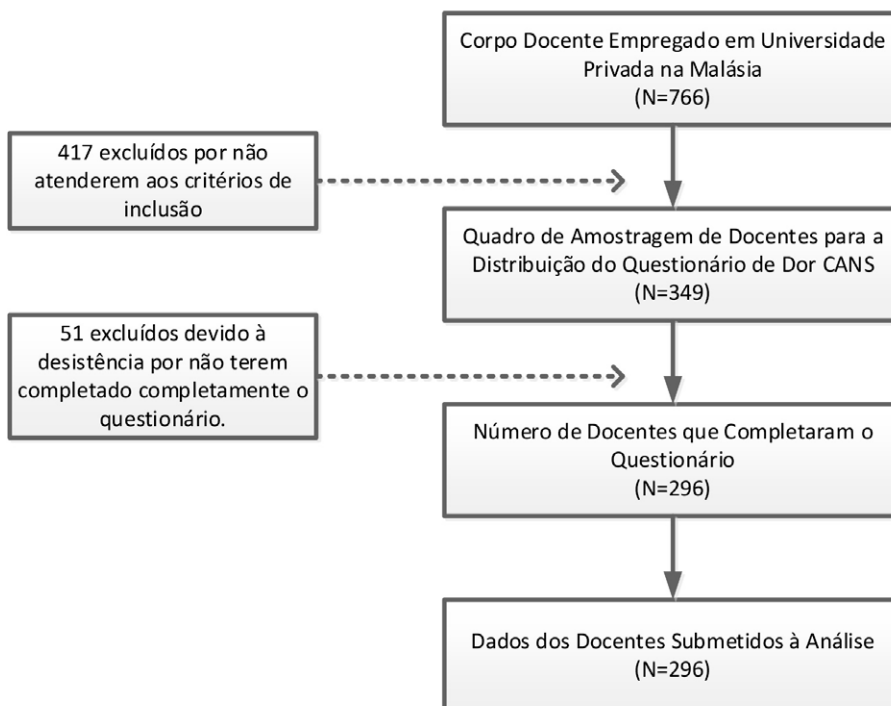 Corpo Docente Empregado em Universidade
Privada na Malásia
(N=766)
417 excluídos por não
atenderem aos critérios de
inclusão
Quadro de Amostragem de Docentes para a
Distribuição do Questionário de Dor CANS
(N=349)
51 excluídos devido à
desistência por não terem
completado completamente o
questionário.
Número de Docentes que Completaram o
Questionário
(N=296)
Dados dos Docentes Submetidos à Análise
(N=296)